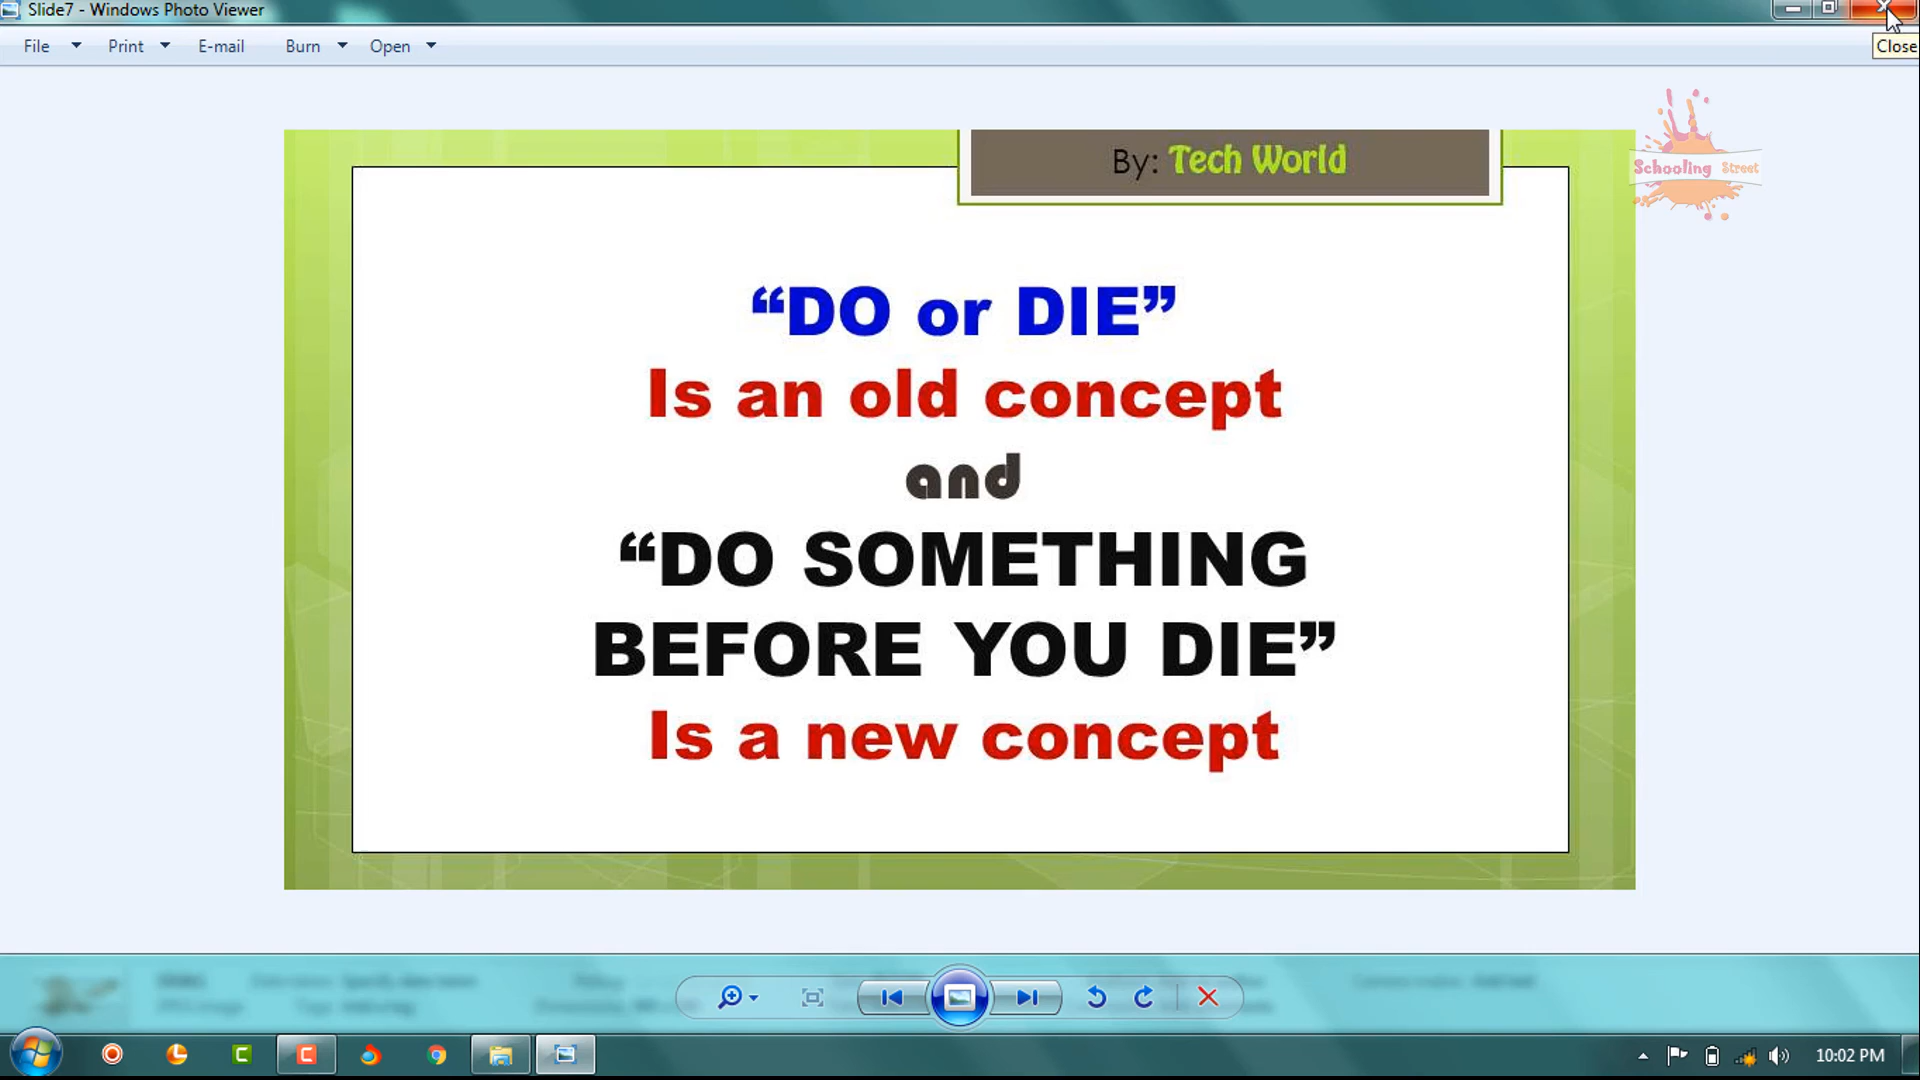 Slide7 - Windows Photo Viewer
File Print E-mail Burn Open
Close
Schooling Street
By: Tech World
“DO or DIE”
Is an old concept
and
“DO SOMETHING
BEFORE YOU DIE”
Is a new concept
10:02 PM